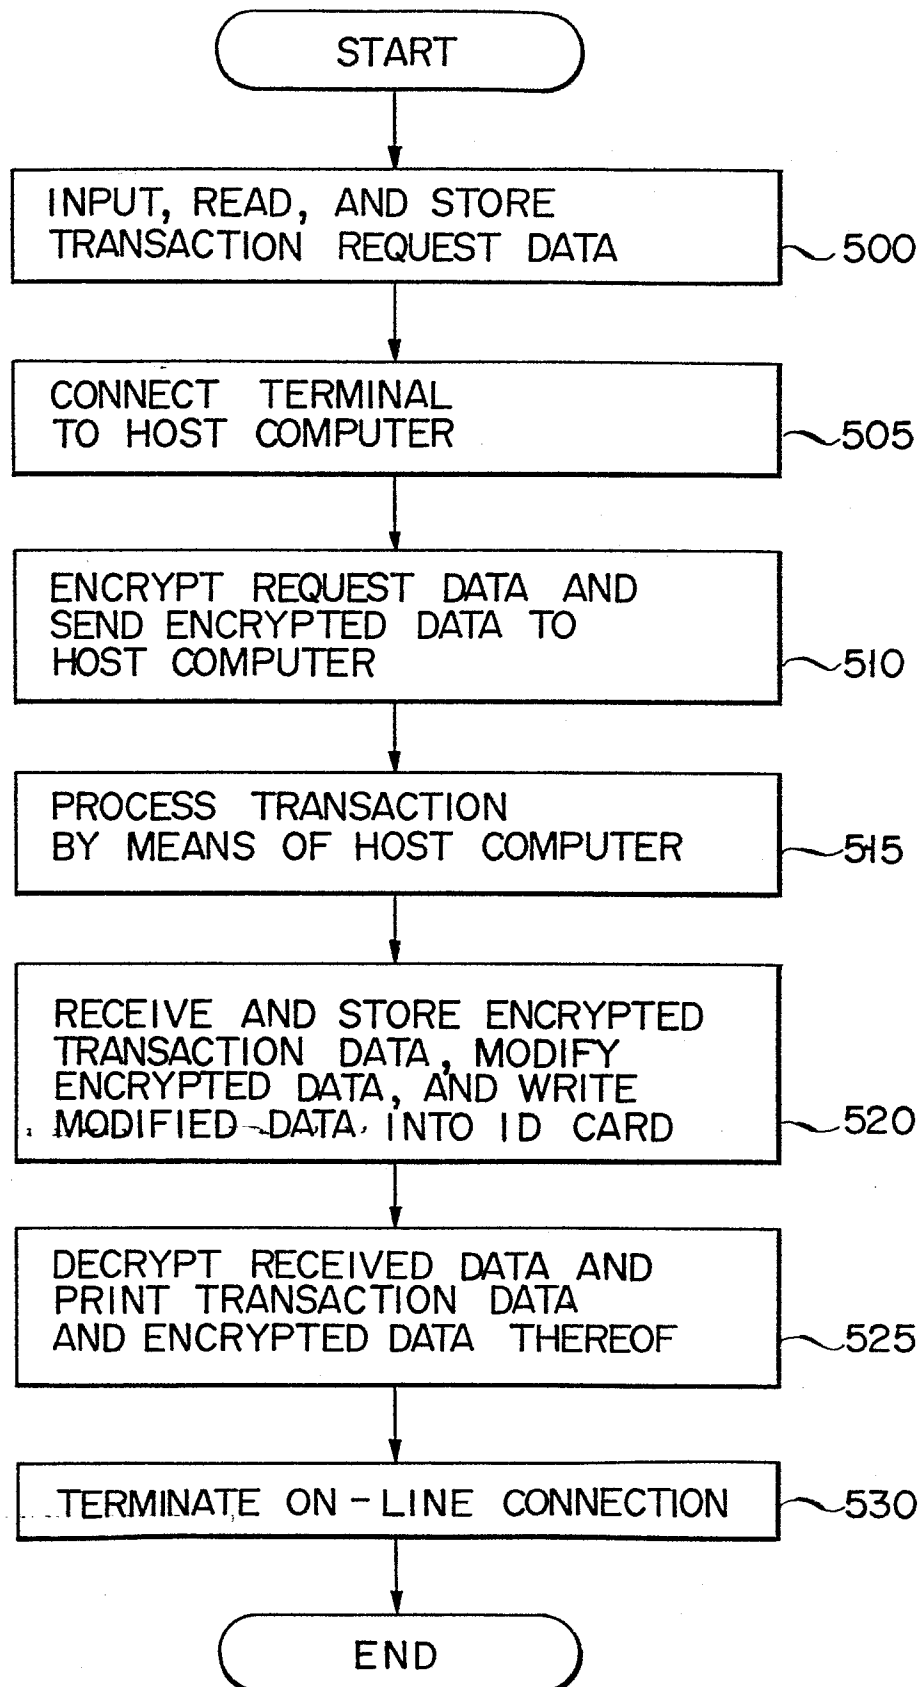 START
INPUT, READ, AND STORE
TRANSACTION REQUEST DATA
500
CONNECT TERMINAL
TO HOST COMPUTER
505
ENCRYPT REQUEST DATA AND
SEND ENCRYPTED DATA TO
HOST COMPUTER
510
PROCESS TRANSACTION
BY MEANS OF HOST COMPUTER
515
RECEIVE AND STORE ENCRYPTED
TRANSACTION DATA, MODIFY
ENCRYPTED DATA, AND WRITE
MODIFIED DATA INTO ID CARD
520
DECRYPT RECEIVED DATA AND
PRINT TRANSACTION DATA
AND ENCRYPTED DATA THEREOF
525
TERMINATE ON-LINE CONNECTION
530
END